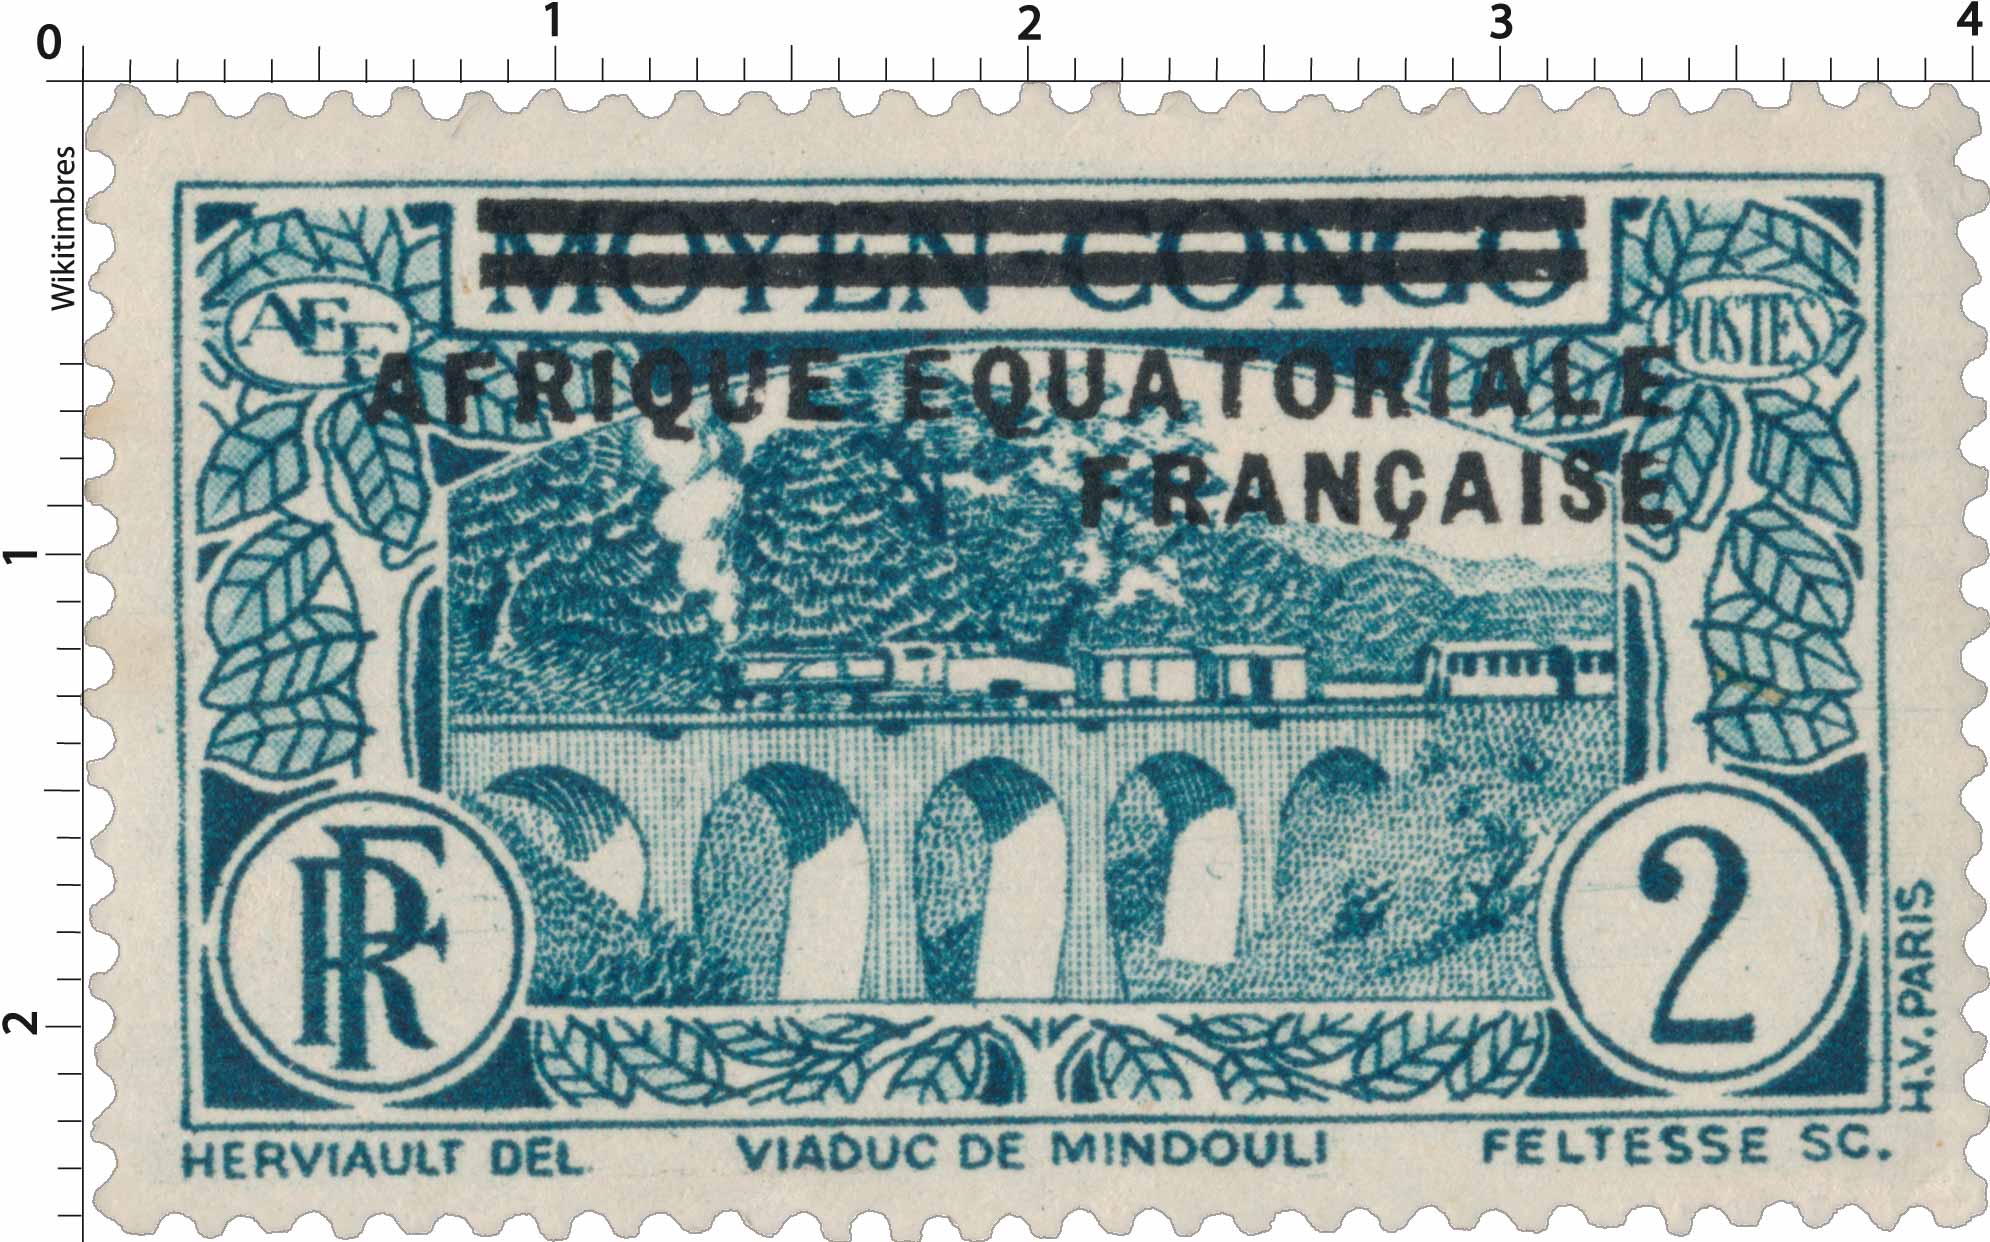 0 1 2 3 4
Wikitimbres
1
2
MOYEN CONGO
AEF
POSTES
AFRIQUE EQUATORIALE
FRANÇAISE
RF
2
H.V. PARIS
HERVIAULT DEL. VIADUC DE MINDOULI FELTESSE SC.